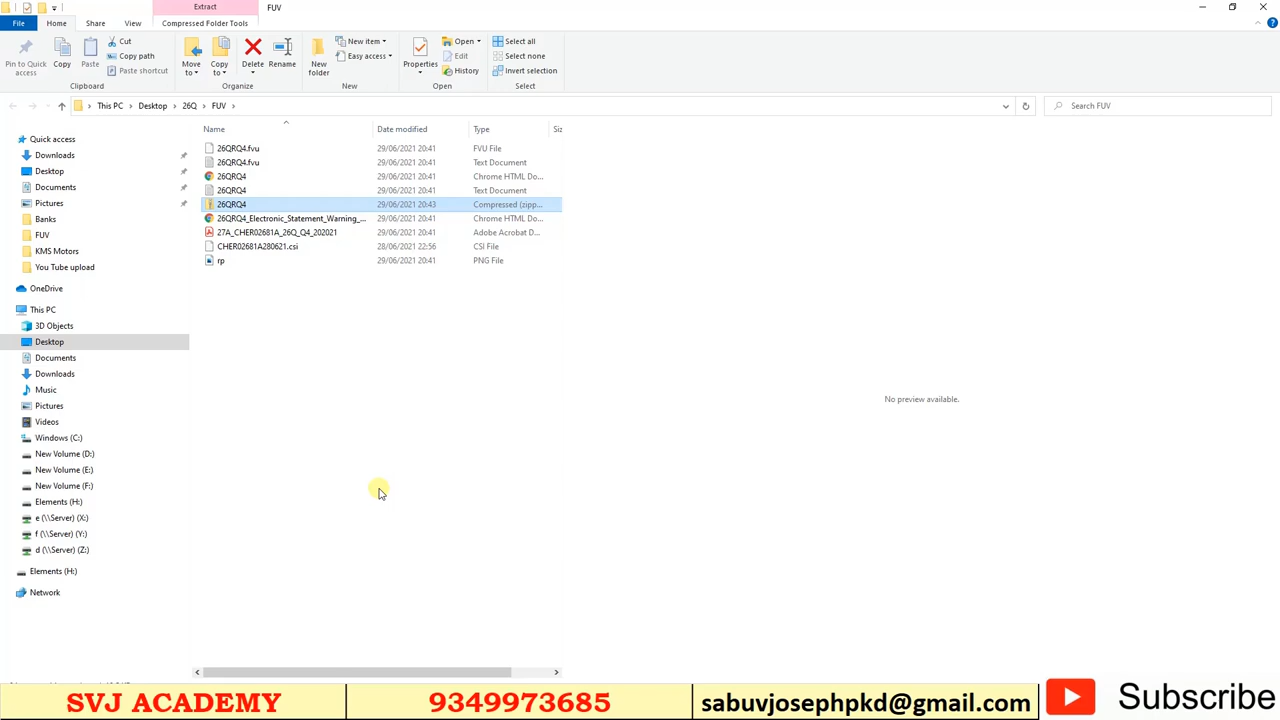 Extract
FUV
File
Home
Share
View
Compressed Folder Tools
Pin to Quick access
Copy
Paste
Cut
Copy path
Paste shortcut
Clipboard
Move to
Copy to
Delete
Rename
Organize
New folder
New item
Easy access
New
Properties
Open
Edit
History
Open
Select all
Select none
Invert selection
Select
This PC > Desktop > 26Q > FUV >
Search FUV
Name Date modified Type Siz
26QRQ4.fvu 29/06/2021 20:41 FVU File
26QRQ4.fvu 29/06/2021 20:41 Text Document
26QRQ4 29/06/2021 20:41 Chrome HTML Do...
26QRQ4 29/06/2021 20:41 Text Document
26QRQ4 29/06/2021 20:43 Compressed (zipp...
26QRQ4_Electronic_Statement_Warning_... 29/06/2021 20:41 Chrome HTML Do...
27A_CHER02681A_26Q_Q4_202021 29/06/2021 20:41 Adobe Acrobat D...
CHER02681A280621.csi 28/06/2021 22:56 CSI File
rp 29/06/2021 20:41 PNG File
Quick access
Downloads
Desktop
Documents
Pictures
Banks
FUV
KMS Motors
You Tube upload
OneDrive
This PC
3D Objects
Desktop
Documents
Downloads
Music
Pictures
Videos
Windows (C:)
New Volume (D:)
New Volume (E:)
New Volume (F:)
Elements (H:)
e (\\Server) (X:)
f (\\Server) (Y:)
d (\\Server) (Z:)
Elements (H:)
Network
No preview available.
SVJ ACADEMY
9349973685
sabuvjosephpkd@gmail.com
Subscribe